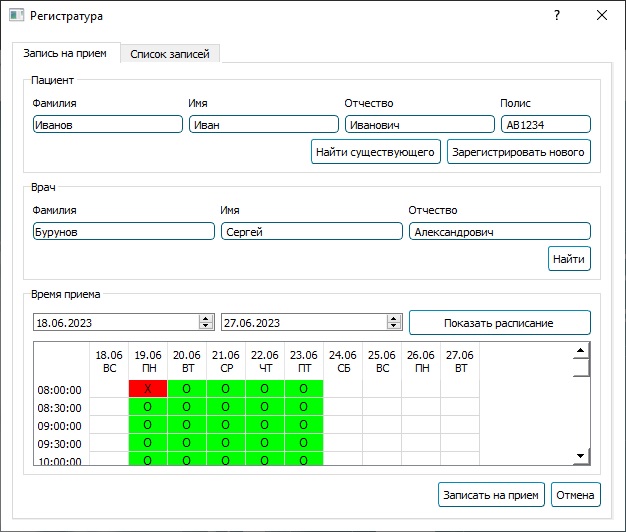 Регистратура
?
Запись на прием Список записей
Пациент
Фамилия Имя Отчество Полис
Иванов Иван Иванович АВ1234
Найти существующего Зарегистрировать нового
Врач
Фамилия Имя Отчество
Бурунов Сергей Александрович
Найти
Время приема
18.06.2023 27.06.2023 Показать расписание
18.06 19.06 20.06 21.06 22.06 23.06 24.06 25.06 26.06 27.06
ВС ПН ВТ СР ЧТ ПТ СБ ВС ПН ВТ
08:00:00 X O O O O
08:30:00 O O O O O
09:00:00 O O O O O
09:30:00 O O O O O
10:00:00 O O O O O
Записать на прием Отмена